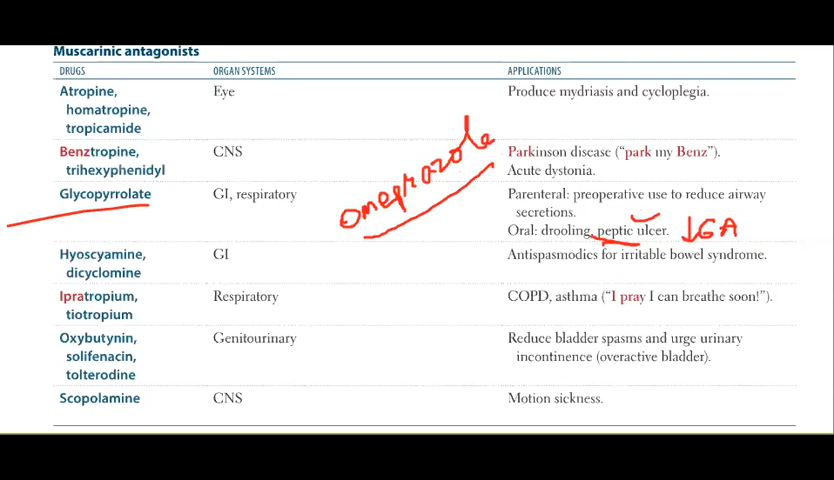 Muscarinic antagonists
DRUGS ORGAN SYSTEMS APPLICATIONS
Atropine, Eye Produce mydriasis and cycloplegia.
homatropine,
tropicamide
Benztropine, CNS Parkinson disease (“park my Benz”).
trihexyphenidyl Acute dystonia.
Glycopyrrolate GI, respiratory Parenteral: preoperative use to reduce airway
secretions.
Oral: drooling, peptic ulcer. ↓GA
omeprazole
Hyoscyamine, GI Antispasmodics for irritable bowel syndrome.
dicyclomine
Ipratropium, Respiratory COPD, asthma (“I pray I can breathe soon!”).
tiotropium
Oxybutynin, Genitourinary Reduce bladder spasms and urge urinary
solifenacin, incontinence (overactive bladder).
tolterodine
Scopolamine CNS Motion sickness.